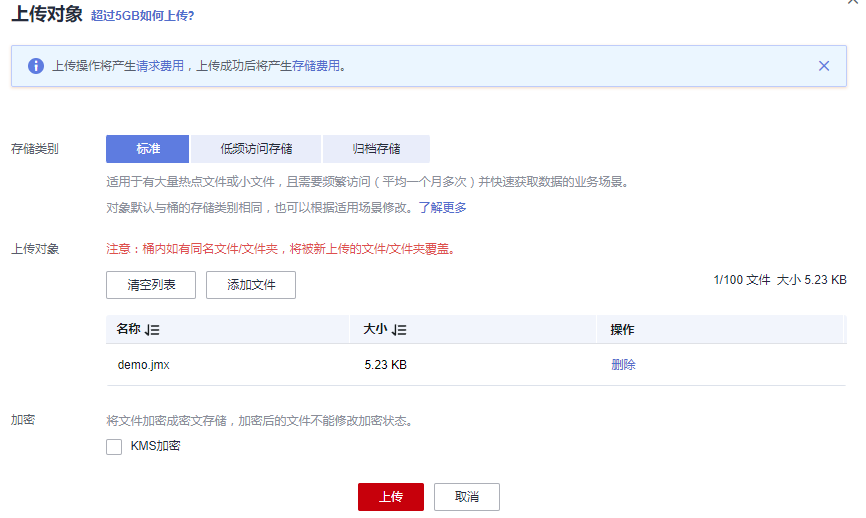 上传对象 超过5GB如何上传?
上传操作将产生请求费用，上传成功后将产生存储费用。
存储类别 标准 低频访问存储 归档存储
适用于有大量热点文件或小文件，且需要频繁访问（平均一个月多次）并快速获取数据的业务场景。
对象默认与桶的存储类别相同，也可以根据适用场景修改。了解更多
上传对象 注意：桶内如有同名文件/文件夹，将被新上传的文件/文件夹覆盖。
清空列表 添加文件 1/100 文件 大小 5.23 KB
名称 大小 操作
demo.jmx 5.23 KB 删除
加密 将文件加密成密文存储，加密后的文件不能修改加密状态。
KMS加密
上传 取消